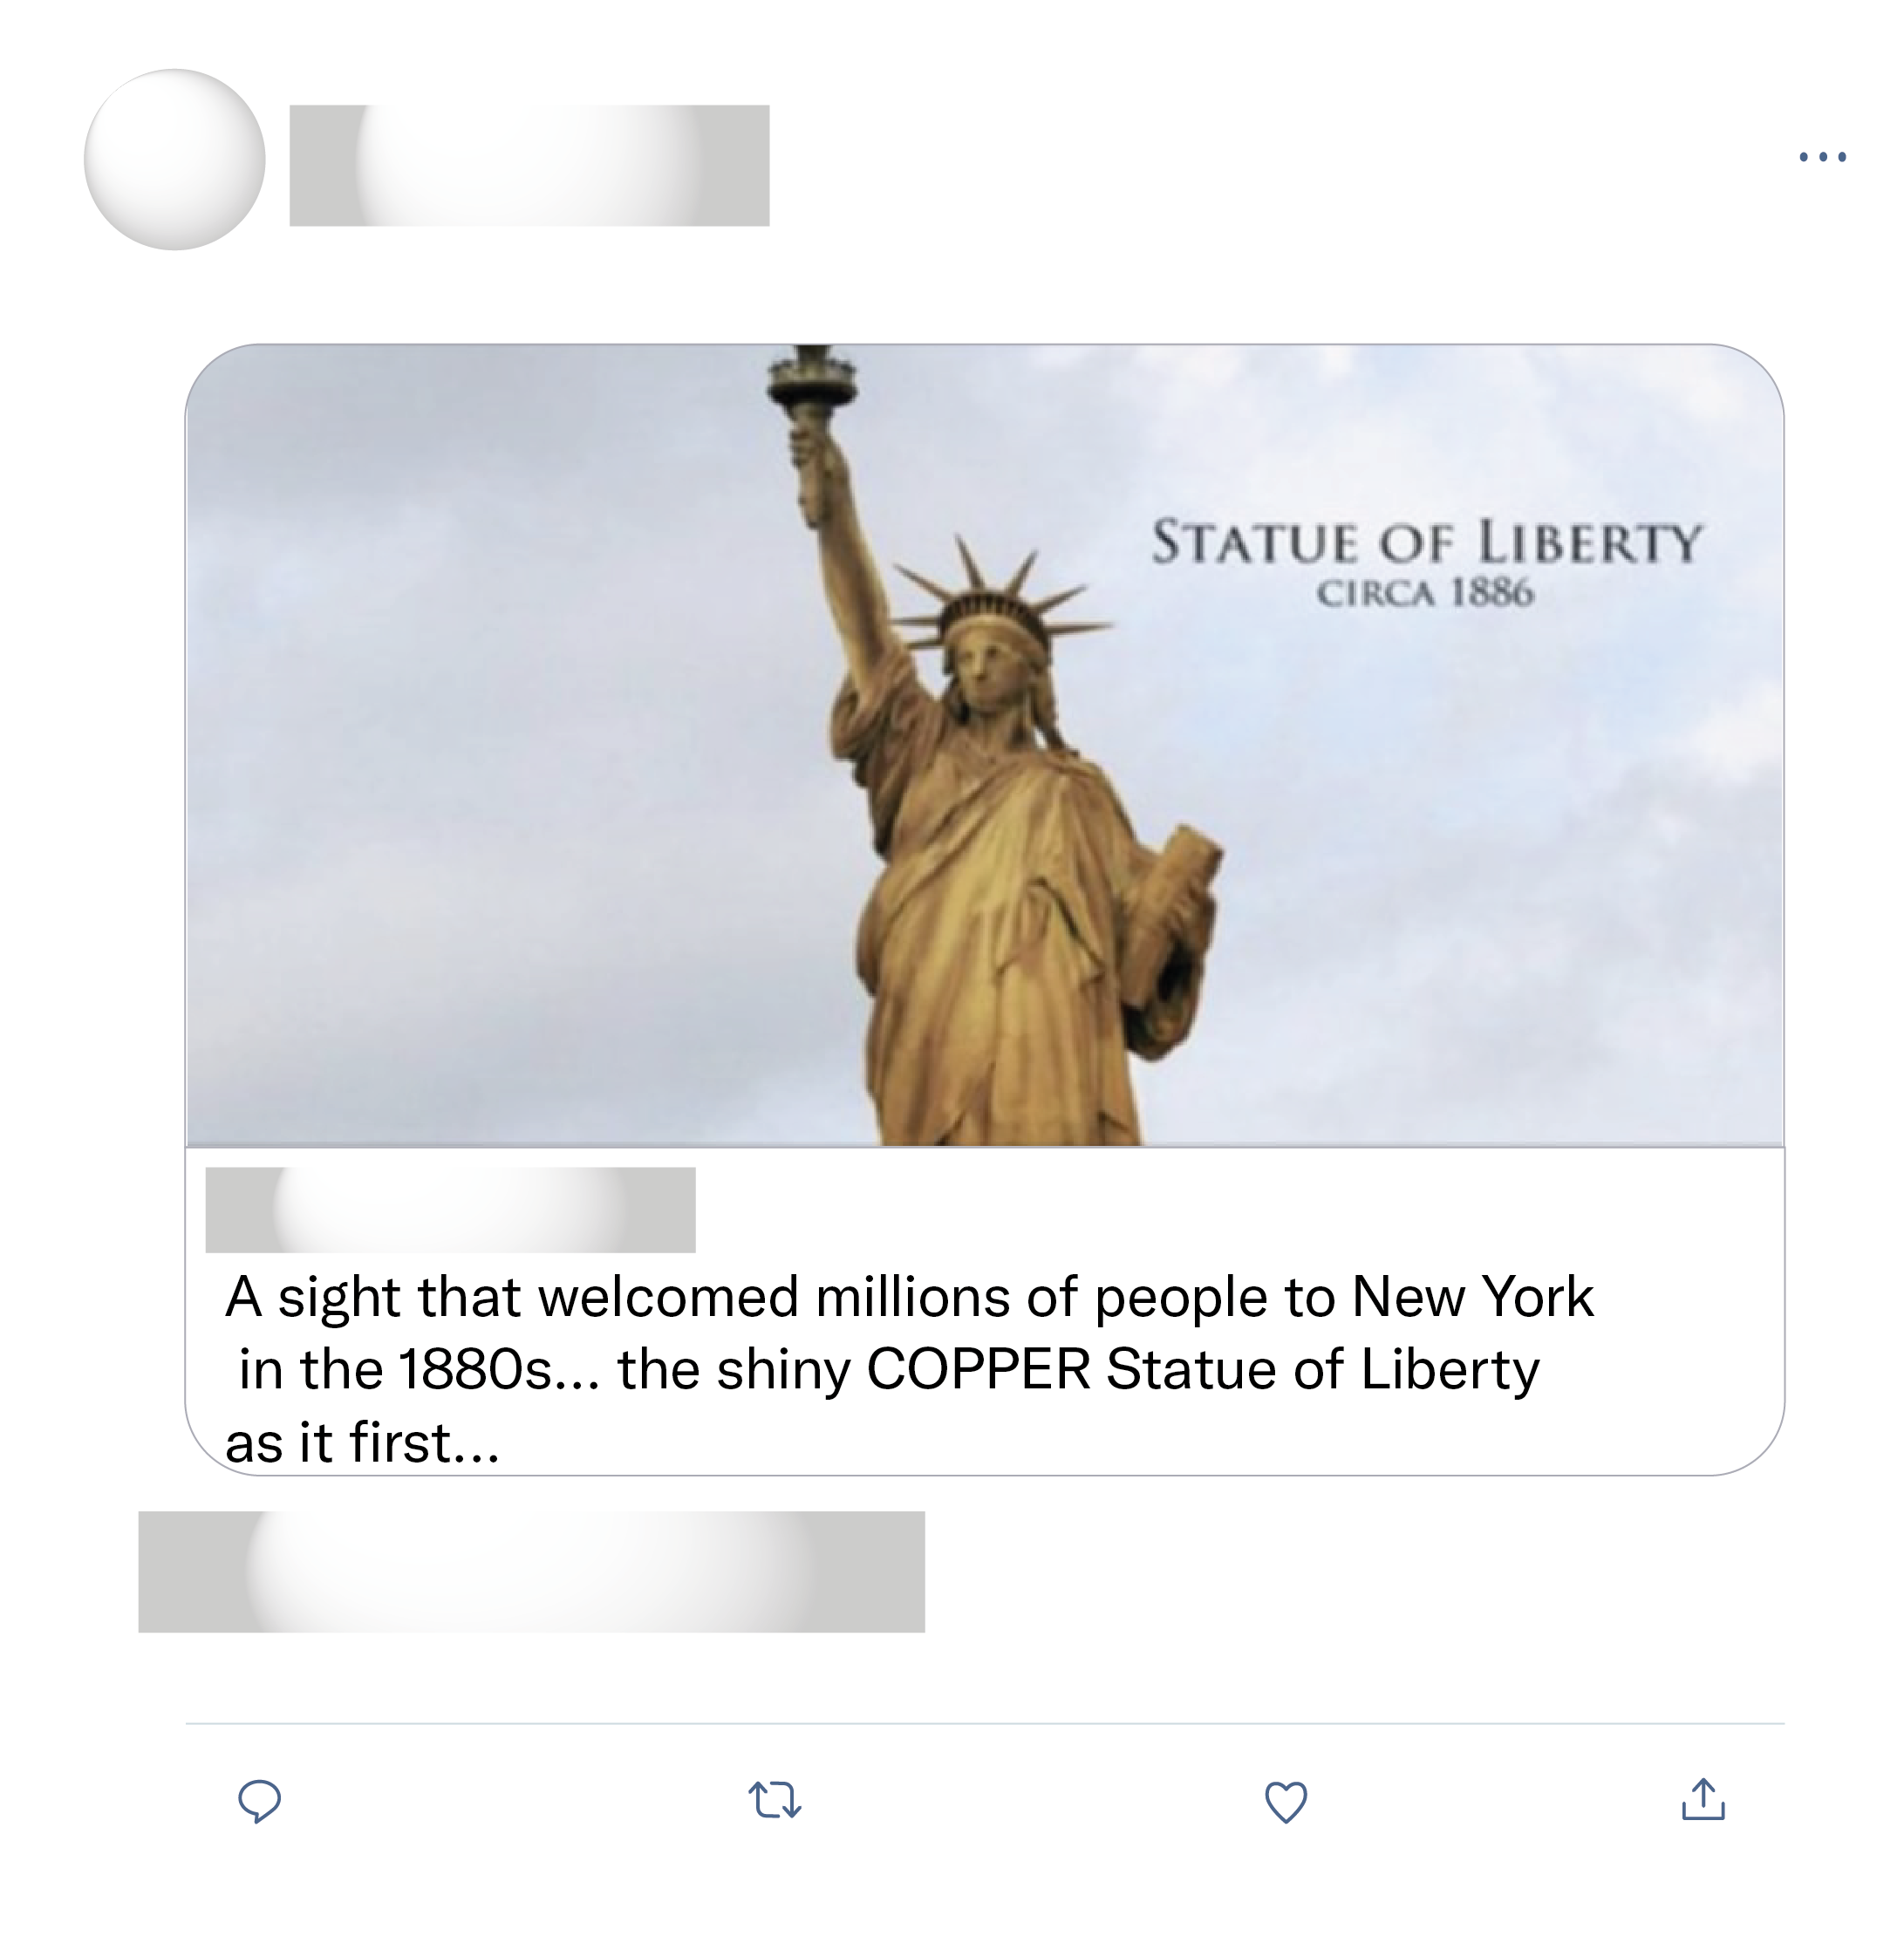 STATUE OF LIBERTY
CIRCA 1886
A sight that welcomed millions of people to New York
in the 1880s... the shiny COPPER Statue of Liberty
as it first...